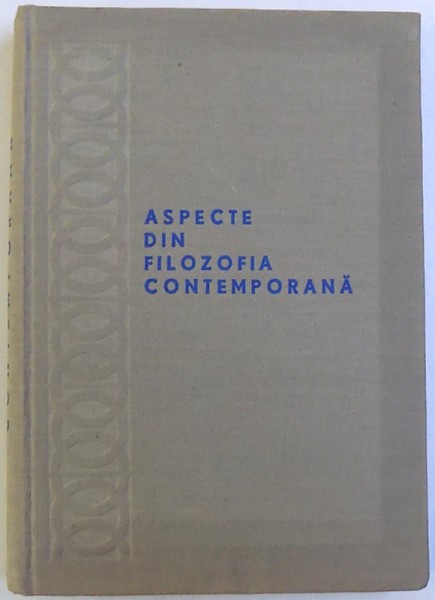 ASPECTE
DIN
FILOZOFIA
CONTEMPORANĂ